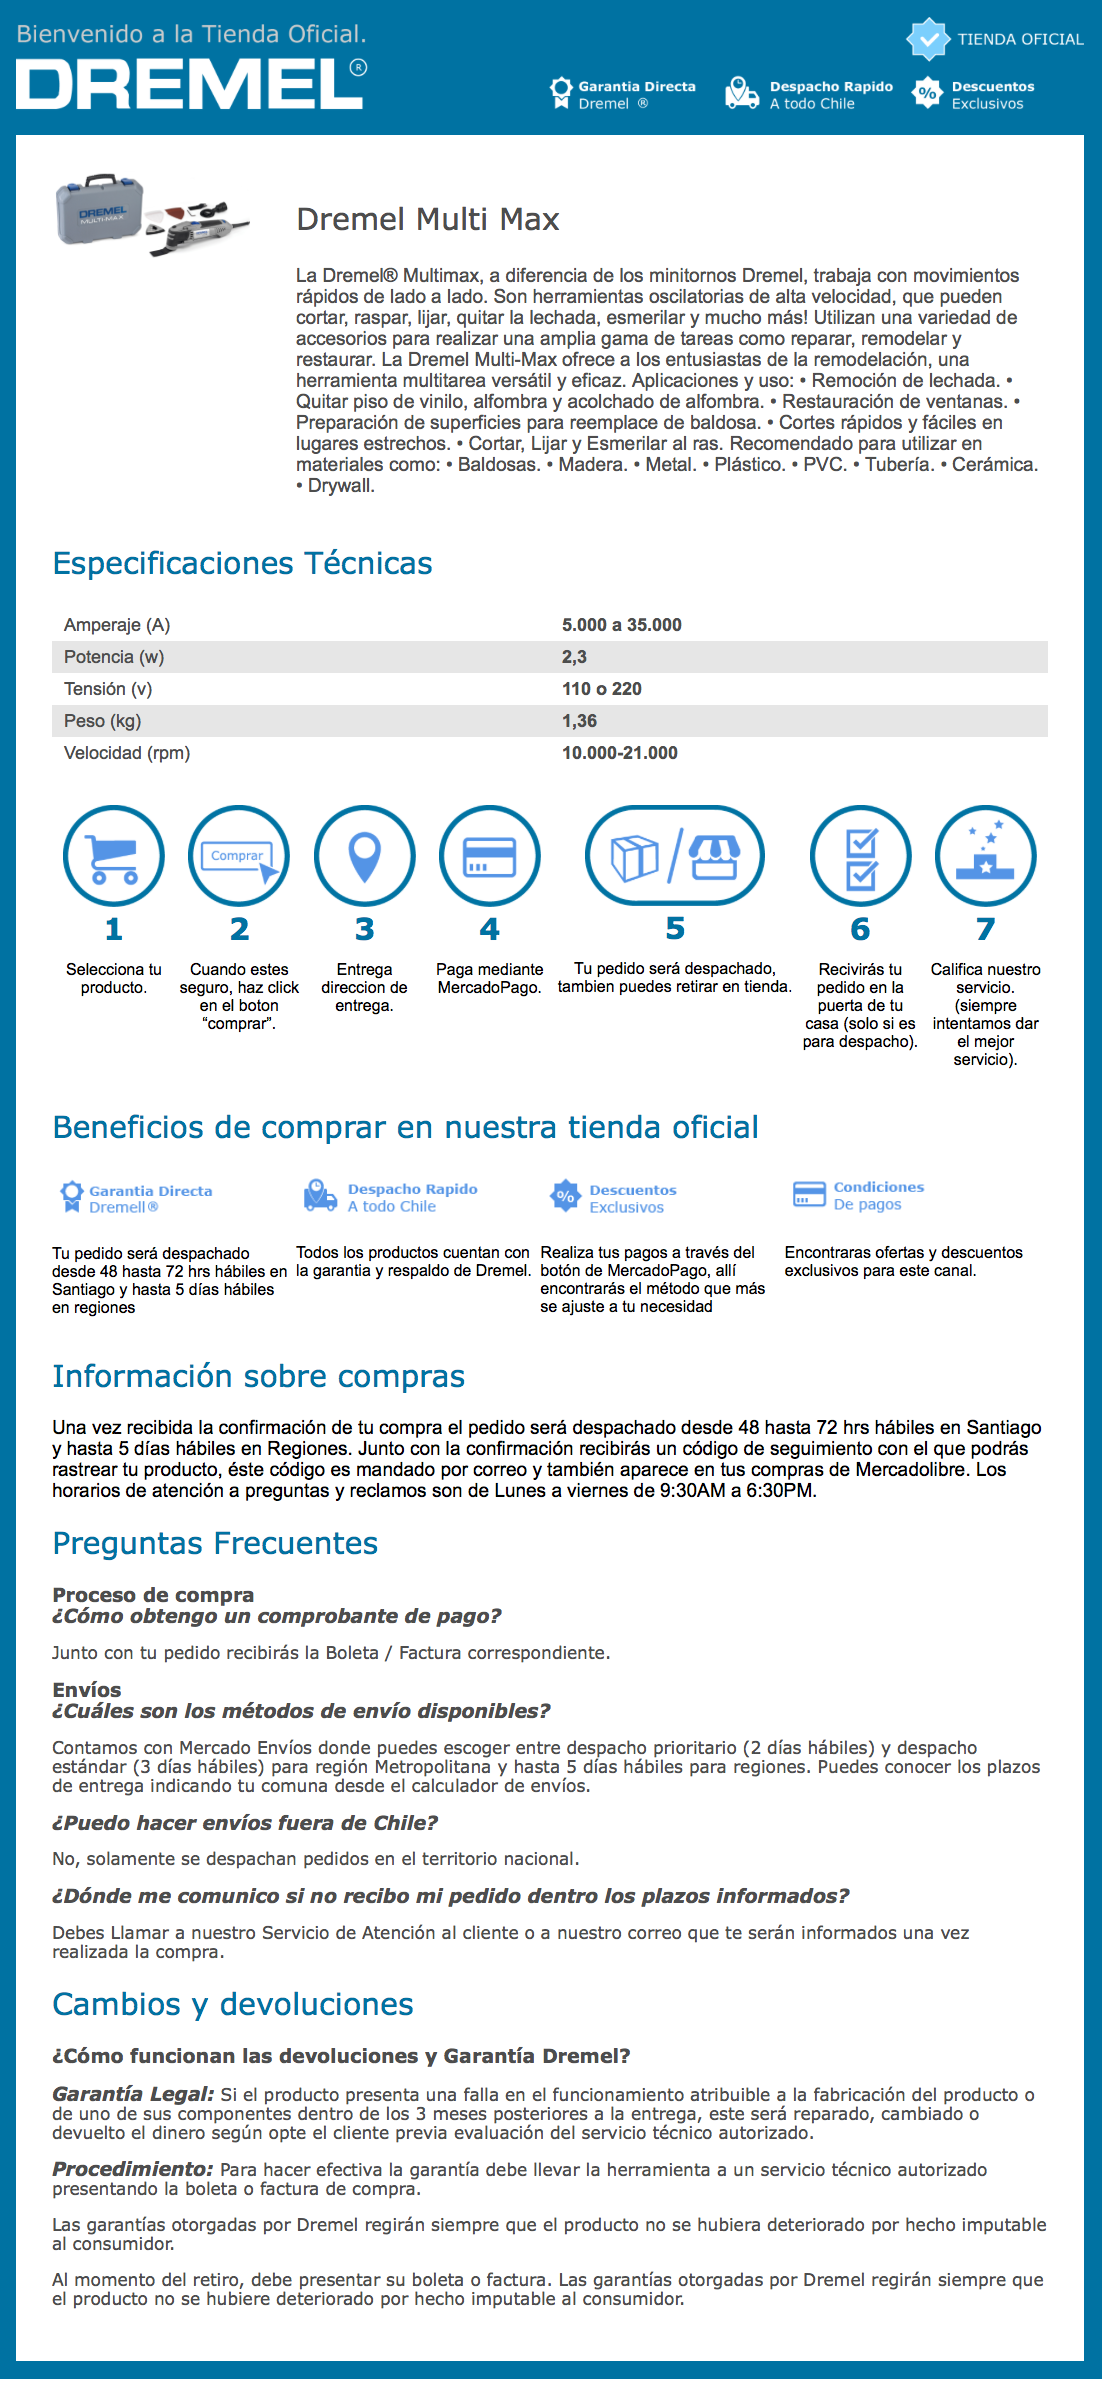 Bienvenido a la Tienda Oficial.
DREMEL®
TIENDA OFICIAL
Garantia Directa
Dremel ®
Despacho Rapido
A todo Chile
%
Descuentos
Exclusivos
DREMEL
MULTI-MAX
Dremel Multi Max
La Dremel® Multimax, a diferencia de los minitornos Dremel, trabaja con movimientos
rápidos de lado a lado. Son herramientas oscilatorias de alta velocidad, que pueden
cortar, raspar, lijar, quitar la lechada, esmerilar y mucho más! Utilizan una variedad de
accesorios para realizar una amplia gama de tareas como reparar, remodelar y
restaurar. La Dremel Multi-Max ofrece a los entusiastas de la remodelación, una
herramienta multitarea versátil y eficaz. Aplicaciones y uso: • Remoción de lechada. •
Quitar piso de vinilo, alfombra y acolchado de alfombra. • Restauración de ventanas. •
Preparación de superficies para reemplace de baldosa. • Cortes rápidos y fáciles en
lugares estrechos. • Cortar, Lijar y Esmerilar al ras. Recomendado para utilizar en
materiales como: • Baldosas. • Madera. • Metal. • Plástico. • PVC. • Tubería. • Cerámica.
• Drywall.
Especificaciones Técnicas
Amperaje (A) 5.000 a 35.000
Potencia (w) 2,3
Tensión (v) 110 o 220
Peso (kg) 1,36
Velocidad (rpm) 10.000-21.000
Comprar
1
Selecciona tu
producto.
2
Cuando estes
seguro, haz click
en el boton
“comprar”.
3
Entrega
direccion de
entrega.
4
Paga mediante
MercadoPago.
5
Tu pedido será despachado,
tambien puedes retirar en tienda.
6
Recivirás tu
pedido en la
puerta de tu
casa (solo si es
para despacho).
7
Califica nuestro
servicio.
(siempre
intentamos dar
el mejor
servicio).
Beneficios de comprar en nuestra tienda oficial
Garantia Directa
Dremell®
Tu pedido será despachado
desde 48 hasta 72 hrs hábiles en
Santiago y hasta 5 días hábiles
en regiones
Despacho Rapido
A todo Chile
Todos los productos cuentan con
la garantia y respaldo de Dremel.
%
Descuentos
Exclusivos
Realiza tus pagos a través del
botón de MercadoPago, allí
encontrarás el método que más
se ajuste a tu necesidad
Condiciones
De pagos
Encontraras ofertas y descuentos
exclusivos para este canal.
Información sobre compras
Una vez recibida la confirmación de tu compra el pedido será despachado desde 48 hasta 72 hrs hábiles en Santiago
y hasta 5 días hábiles en Regiones. Junto con la confirmación recibirás un código de seguimiento con el que podrás
rastrear tu producto, éste código es mandado por correo y también aparece en tus compras de Mercadolibre. Los
horarios de atención a preguntas y reclamos son de Lunes a viernes de 9:30AM a 6:30PM.
Preguntas Frecuentes
Proceso de compra
¿Cómo obtengo un comprobante de pago?
Junto con tu pedido recibirás la Boleta / Factura correspondiente.
Envíos
¿Cuáles son los métodos de envío disponibles?
Contamos con Mercado Envíos donde puedes escoger entre despacho prioritario (2 días hábiles) y despacho
estándar (3 días hábiles) para región Metropolitana y hasta 5 días hábiles para regiones. Puedes conocer los plazos
de entrega indicando tu comuna desde el calculador de envíos.
¿Puedo hacer envíos fuera de Chile?
No, solamente se despachan pedidos en el territorio nacional.
¿Dónde me comunico si no recibo mi pedido dentro los plazos informados?
Debes Llamar a nuestro Servicio de Atención al cliente o a nuestro correo que te serán informados una vez
realizada la compra.
Cambios y devoluciones
¿Cómo funcionan las devoluciones y Garantía Dremel?
Garantía Legal: Si el producto presenta una falla en el funcionamiento atribuible a la fabricación del producto o
de uno de sus componentes dentro de los 3 meses posteriores a la entrega, este será reparado, cambiado o
devuelto el dinero según opte el cliente previa evaluación del servicio técnico autorizado.
Procedimiento: Para hacer efectiva la garantía debe llevar la herramienta a un servicio técnico autorizado
presentando la boleta o factura de compra.
Las garantías otorgadas por Dremel regirán siempre que el producto no se hubiera deteriorado por hecho imputable
al consumidor.
Al momento del retiro, debe presentar su boleta o factura. Las garantías otorgadas por Dremel regirán siempre que
el producto no se hubiere deteriorado por hecho imputable al consumidor.